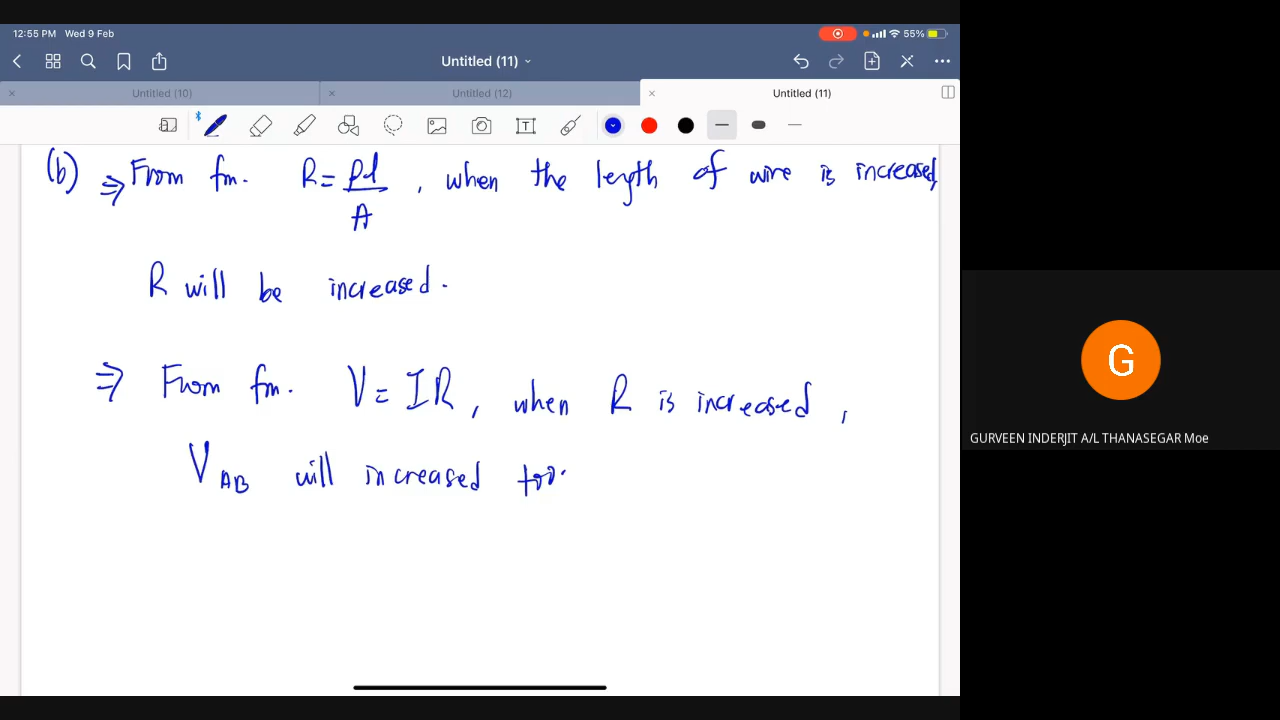 12:55 PM Wed 9 Feb
55%
Untitled (11)
Untitled (10)
Untitled (12)
Untitled (11)
T
(b) ⇒ From fm. R = ρl/A , when the length of wire is increased,
R will be increased.
⇒ From fm. V = IR, when R is increased,
V_AB will increased too.
G
GURVEEN INDERJIT A/L THANASEGAR Moe